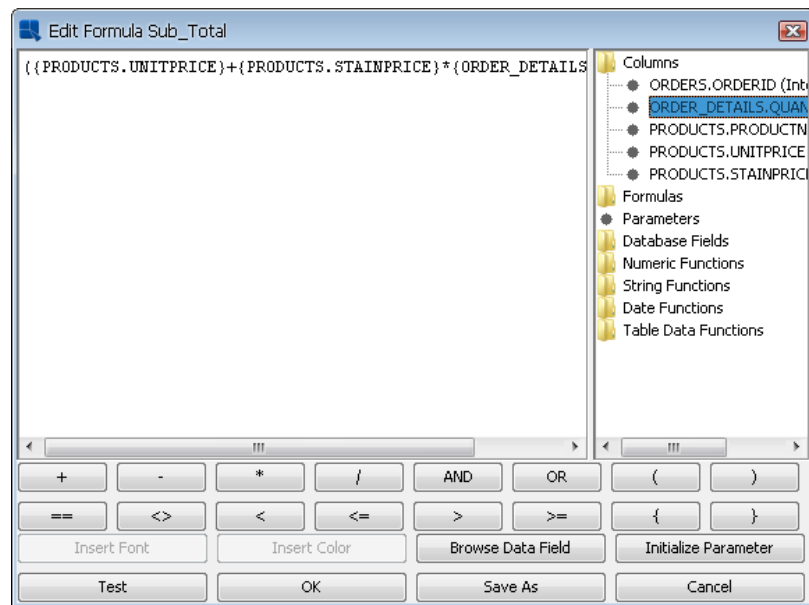 Edit Formula Sub_Total
({PRODUCTS.UNITPRICE}+{PRODUCTS.STAINPRICE}*{ORDER_DETAILS
Columns
ORDERS.ORDERID (Int
ORDER_DETAILS.QUAN
PRODUCTS.PRODUCTN
PRODUCTS.UNITPRICE
PRODUCTS.STAINPRIC
Formulas
Parameters
Database Fields
Numeric Functions
String Functions
Date Functions
Table Data Functions
+ - * / AND OR ( )
== <> < <= > >= { }
Insert Font Insert Color Browse Data Field Initialize Parameter
Test OK Save As Cancel